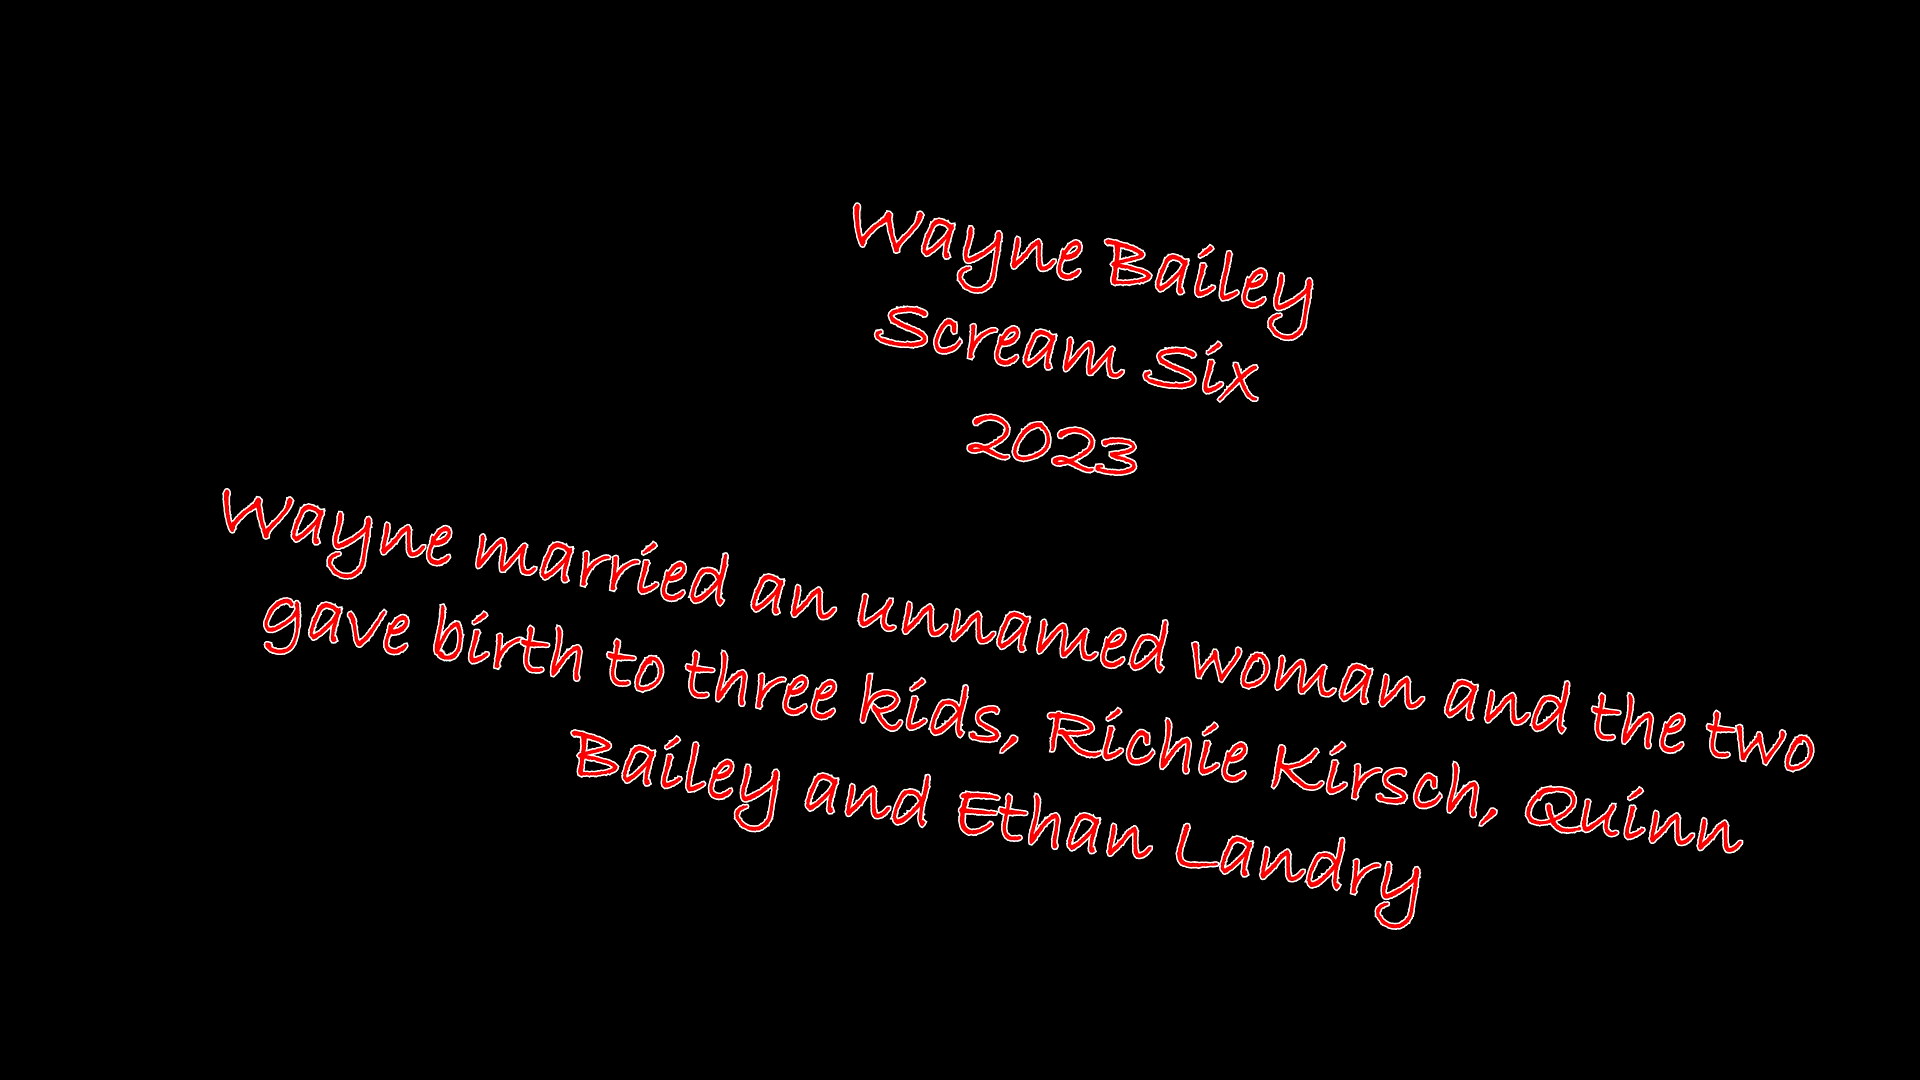 Wayne Bailey
Scream Six
2023
Wayne married an unnamed woman and the two
gave birth to three kids, Richie Kirsch, Quinn
Bailey and Ethan Landry